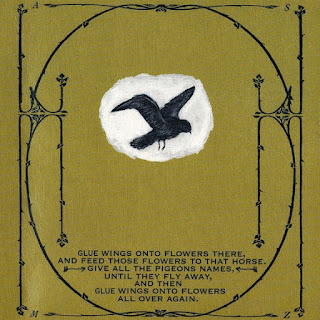 A S
GLUE WINGS ONTO FLOWERS THERE,
AND FEED THOSE FLOWERS TO THAT HORSE.
GIVE ALL THE PIGEONS NAMES,
UNTIL THEY FLY AWAY,
AND THEN
GLUE WINGS ONTO FLOWERS
ALL OVER AGAIN.
M Z